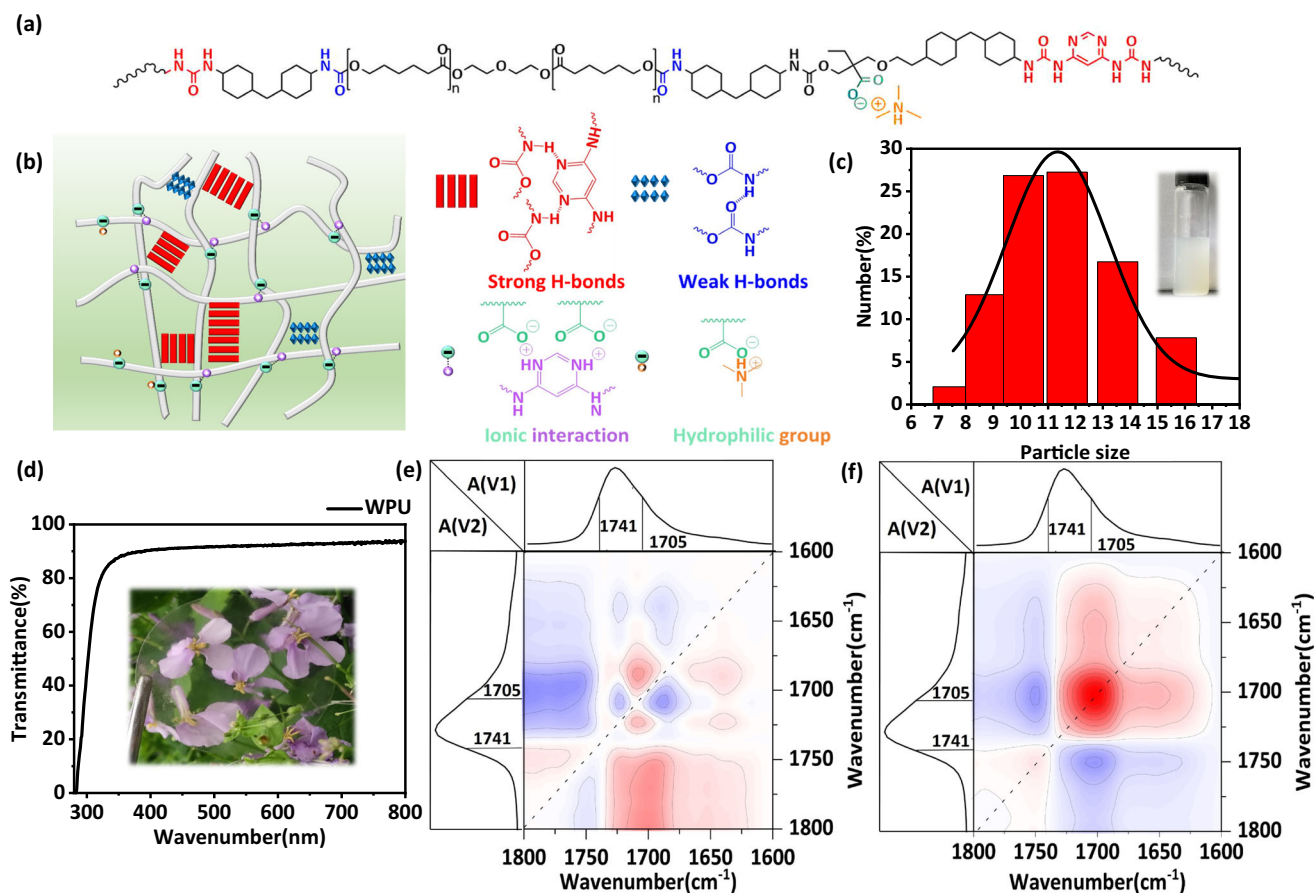 (a)
H N
H N
O
H N
H N
O
O
O
n
O
O
O
O
O
n
O
H N
O
H N
O
O
O
O
O
⊖
⊕
N
H
O
N H
N H
N
N
N H
N H
O
(b)
O
N
H
NH
O
N
N
O
N
H
NH
O
Strong H-bonds
O
O
N
H
O
O
N
H
Weak H-bonds
O
O
⊖
O
O
⊖
⊕
HN
NH
⊕
N
H
H
N
Ionic interaction
O
O
⊖
H
⊕
N
Hydrophilic group
(c)
30
25
20
15
10
5
0
Number(%)
6 7 8 9 10 11 12 13 14 15 16 17 18
Particle size
(d)
WPU
100
80
60
40
20
0
Transmittance(%)
300 400 500 600 700 800
Wavenumber(nm)
(e)
A(V1)
A(V2)
1741
1705
1705
1741
1600
1650
1700
1750
1800
Wavenumber(cm-1)
1800 1750 1700 1650 1600
Wavenumber(cm-1)
(f)
A(V1)
A(V2)
1741
1705
1705
1741
1600
1650
1700
1750
1800
Wavenumber(cm-1)
1800 1750 1700 1650 1600
Wavenumber(cm-1)